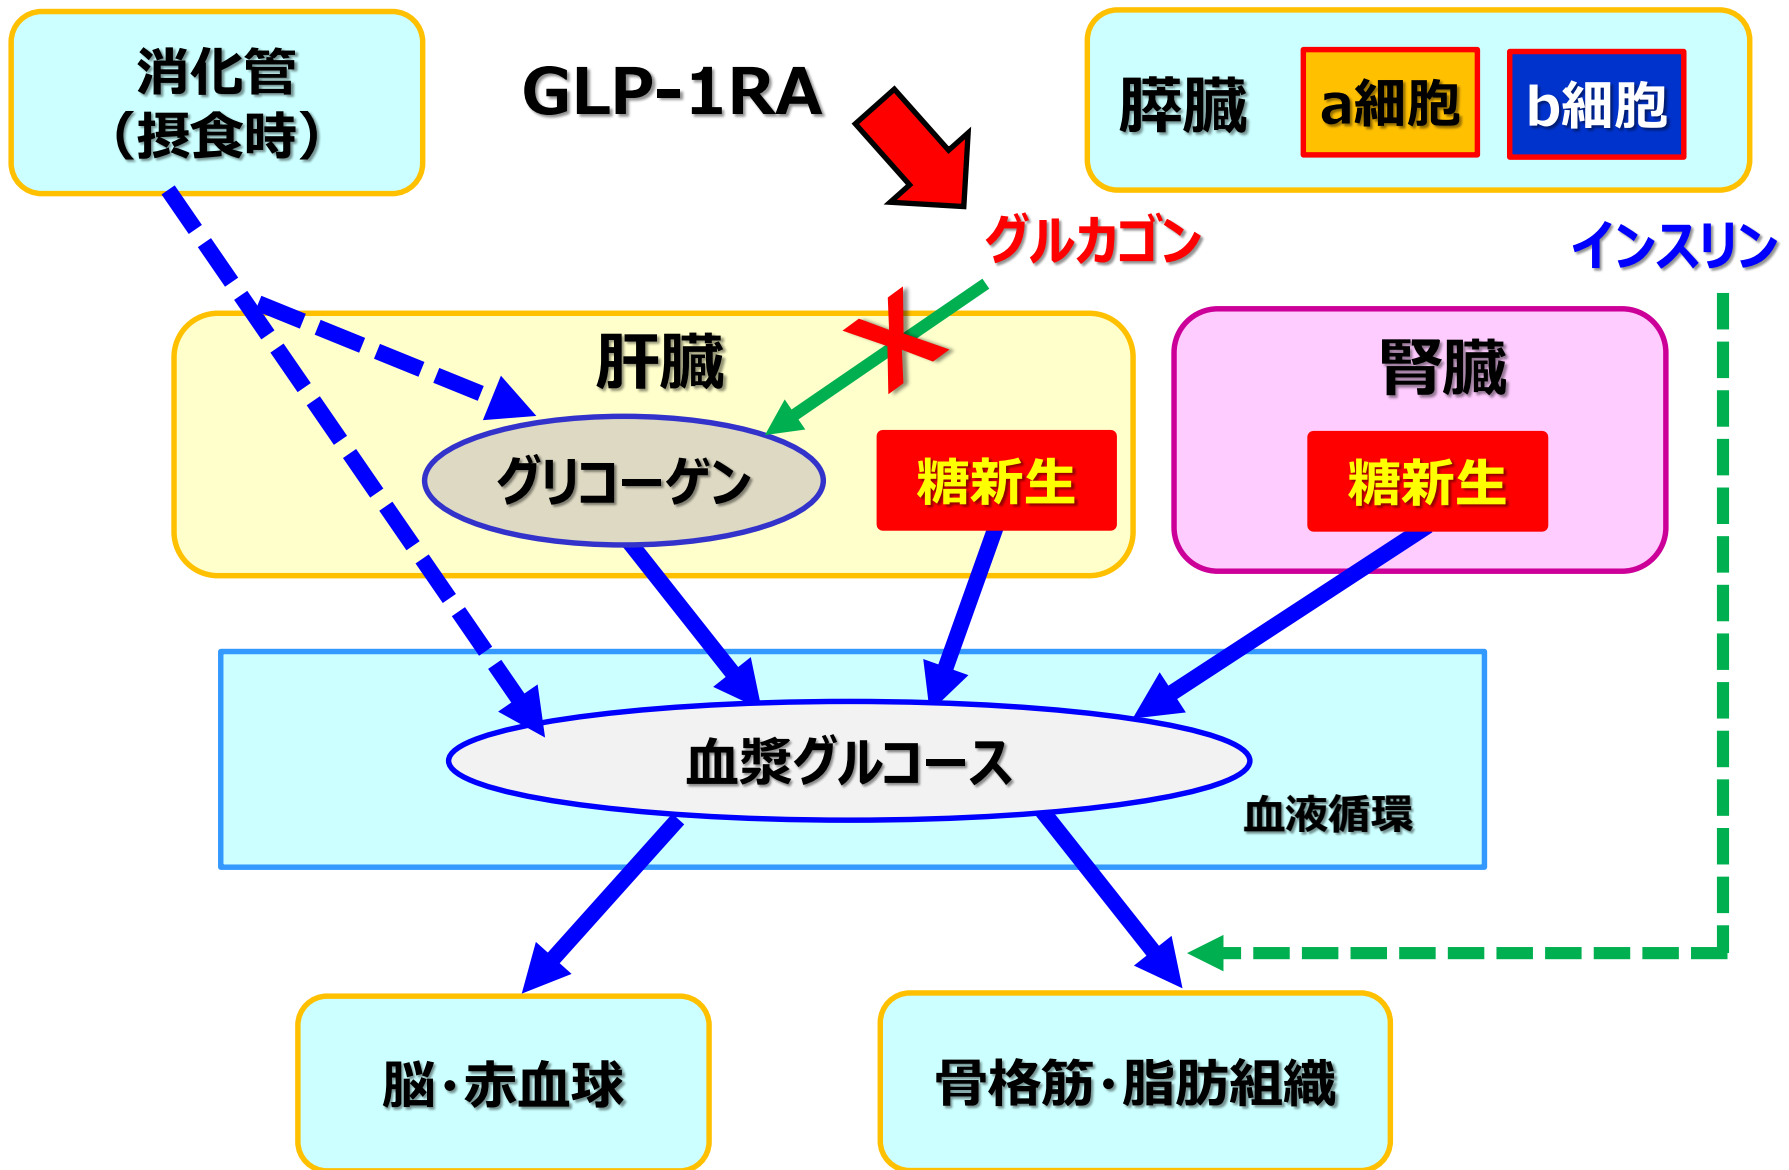 消化管
（摂食時）
GLP-1RA
膵臓
a細胞
b細胞
グルカゴン
インスリン
肝臓
腎臓
グリコーゲン
糖新生
糖新生
血漿グルコース
血液循環
脳・赤血球
骨格筋・脂肪組織